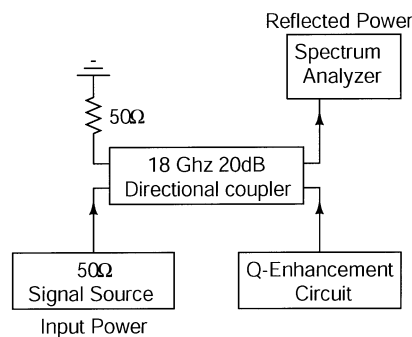 Reflected Power
Spectrum
Analyzer
50Ω
18 Ghz 20dB
Directional coupler
50Ω
Signal Source
Q-Enhancement
Circuit
Input Power